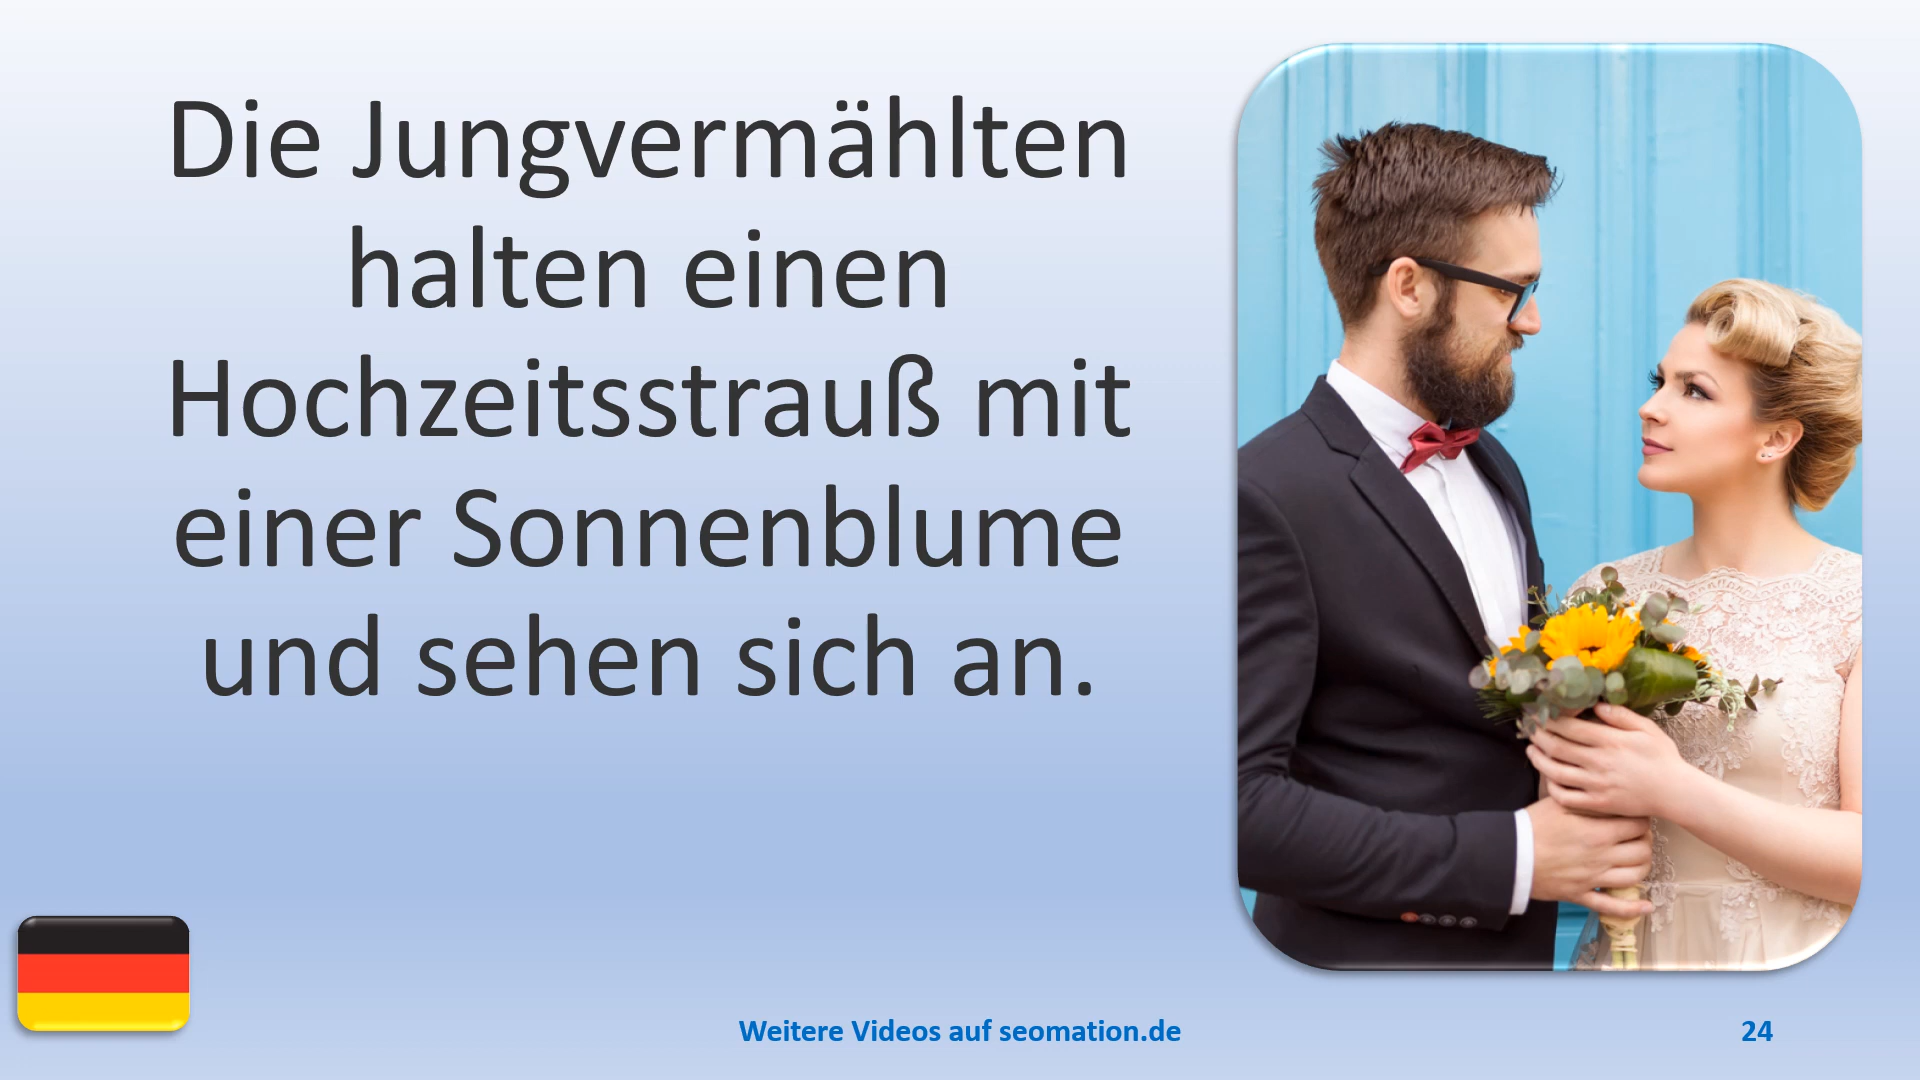 Die Jungvermählten
halten einen
Hochzeitsstrauß mit
einer Sonnenblume
und sehen sich an.
Weitere Videos auf seomation.de
24